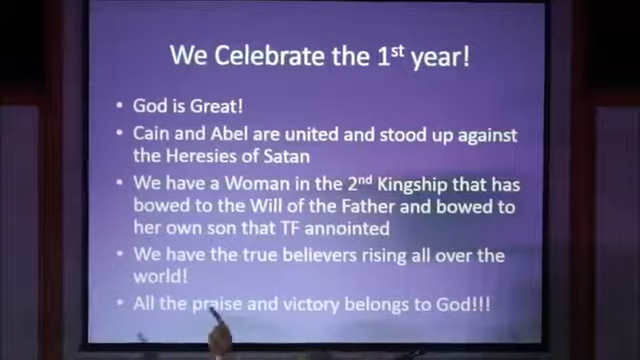 We Celebrate the 1st year!
• God is Great!
• Cain and Abel are united and stood up against
the Heresies of Satan
• We have a Woman in the 2nd Kingship that has
bowed to the Will of the Father and bowed to
her own son that TF annointed
• We have the true believers rising all over the
world!
• All the praise and victory belongs to God!!!